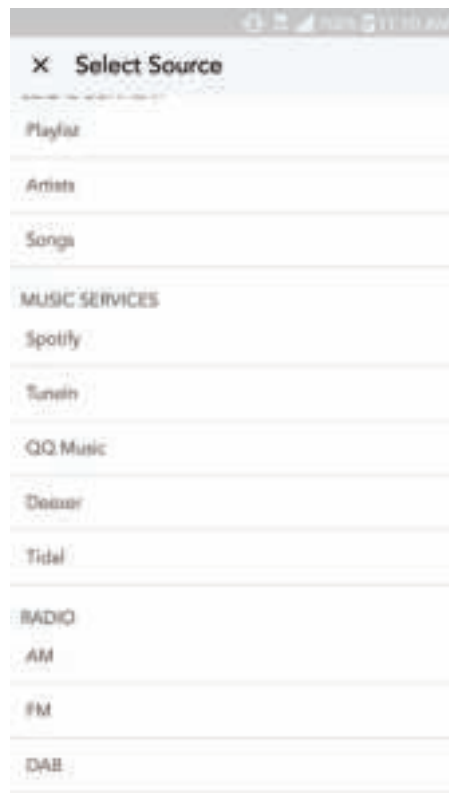 × Select Source
Playlist
Artists
Songs
MUSIC SERVICES
Spotify
TuneIn
QQ Music
Deezer
Tidal
RADIO
AM
FM
DAB